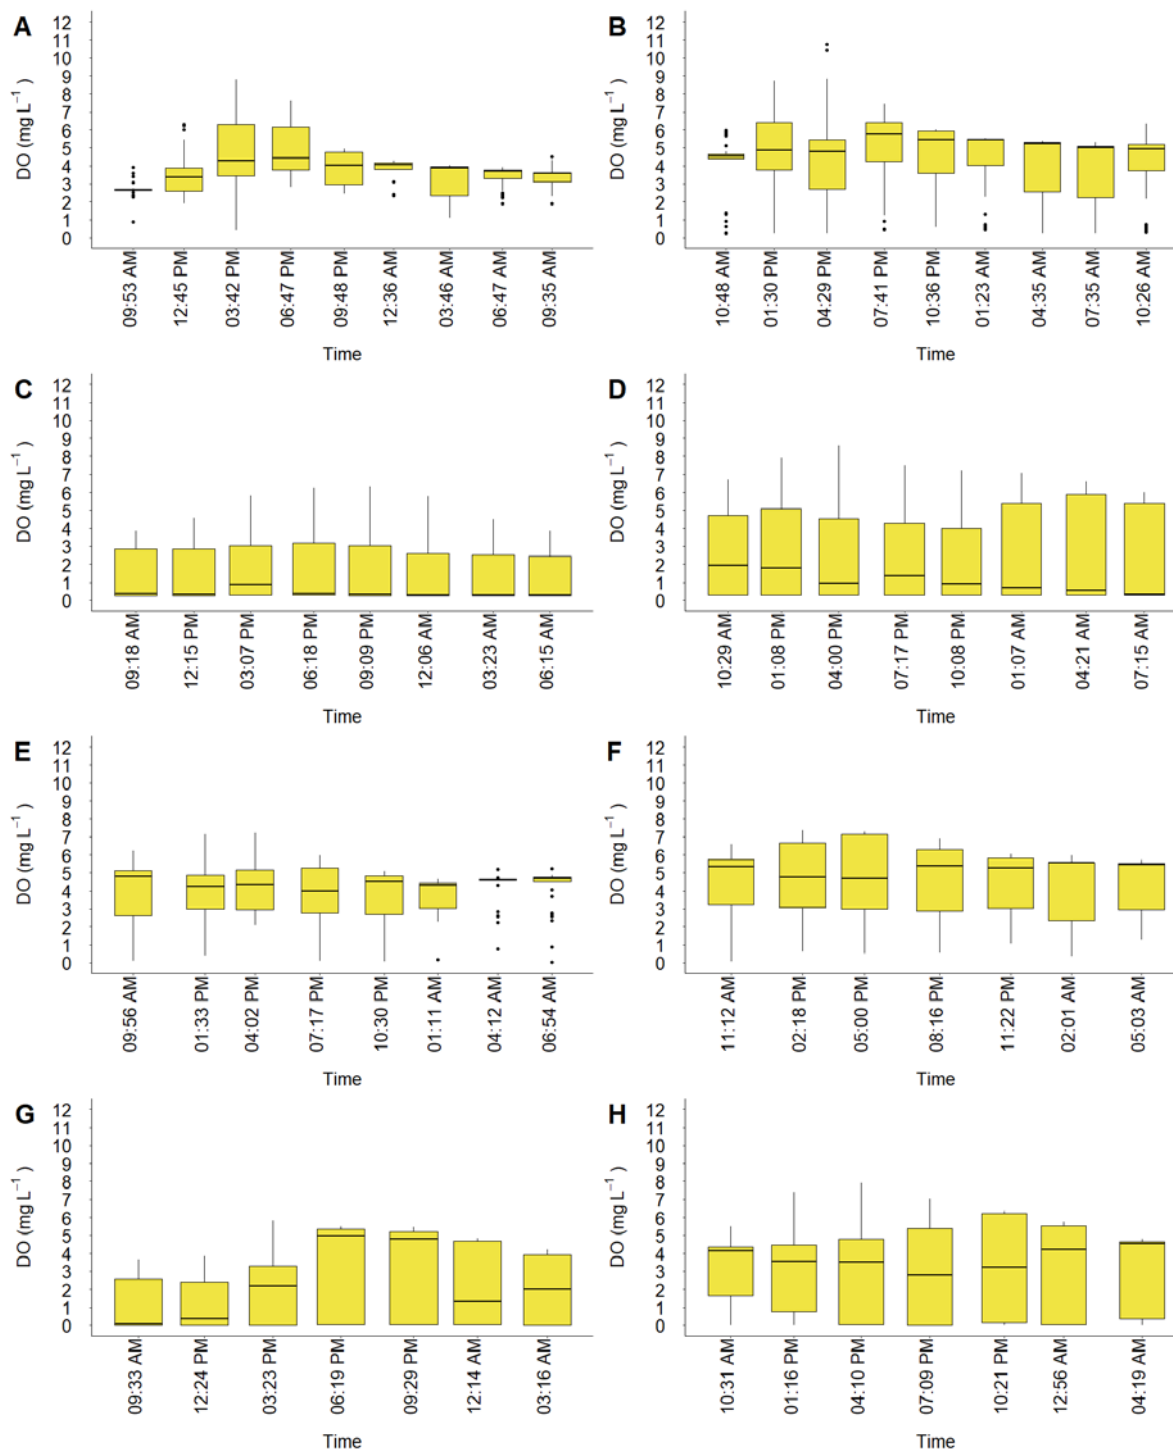 A
12
11
10
9
8
7
6
5
4
3
2
1
0
DO (mg L⁻¹ )
09:53 AM
12:45 PM
03:42 PM
06:47 PM
09:48 PM
12:36 AM
03:46 AM
06:47 AM
09:35 AM
Time
B
12
11
10
9
8
7
6
5
4
3
2
1
0
DO (mg L⁻¹ )
10:48 AM
01:30 PM
04:29 PM
07:41 PM
10:36 PM
01:23 AM
04:35 AM
07:35 AM
10:26 AM
Time
C
12
11
10
9
8
7
6
5
4
3
2
1
0
DO (mg L⁻¹ )
09:18 AM
12:15 PM
03:07 PM
06:18 PM
09:09 PM
12:06 AM
03:23 AM
06:15 AM
Time
D
12
11
10
9
8
7
6
5
4
3
2
1
0
DO (mg L⁻¹ )
10:29 AM
01:08 PM
04:00 PM
07:17 PM
10:08 PM
01:07 AM
04:21 AM
07:15 AM
Time
E
12
11
10
9
8
7
6
5
4
3
2
1
0
DO (mg L⁻¹ )
09:56 AM
01:33 PM
04:02 PM
07:17 PM
10:30 PM
01:11 AM
04:12 AM
06:54 AM
Time
F
12
11
10
9
8
7
6
5
4
3
2
1
0
DO (mg L⁻¹ )
11:12 AM
02:18 PM
05:00 PM
08:16 PM
11:22 PM
02:01 AM
05:03 AM
Time
G
12
11
10
9
8
7
6
5
4
3
2
1
0
DO (mg L⁻¹ )
09:33 AM
12:24 PM
03:23 PM
06:19 PM
09:29 PM
12:14 AM
03:16 AM
Time
H
12
11
10
9
8
7
6
5
4
3
2
1
0
DO (mg L⁻¹ )
10:31 AM
01:16 PM
04:10 PM
07:09 PM
10:21 PM
12:56 AM
04:19 AM
Time